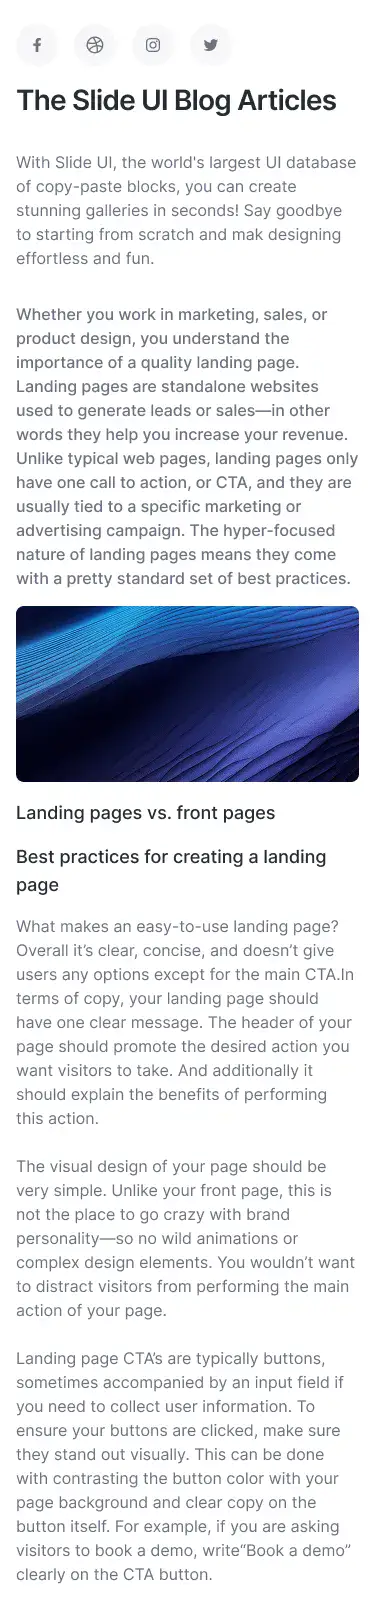 The Slide UI Blog Articles
With Slide UI, the world's largest UI database
of copy-paste blocks, you can create
stunning galleries in seconds! Say goodbye
to starting from scratch and mak designing
effortless and fun.
Whether you work in marketing, sales, or
product design, you understand the
importance of a quality landing page.
Landing pages are standalone websites
used to generate leads or sales—in other
words they help you increase your revenue.
Unlike typical web pages, landing pages only
have one call to action, or CTA, and they are
usually tied to a specific marketing or
advertising campaign. The hyper-focused
nature of landing pages means they come
with a pretty standard set of best practices.
Landing pages vs. front pages
Best practices for creating a landing
page
What makes an easy-to-use landing page?
Overall it’s clear, concise, and doesn’t give
users any options except for the main CTA.In
terms of copy, your landing page should
have one clear message. The header of your
page should promote the desired action you
want visitors to take. And additionally it
should explain the benefits of performing
this action.
The visual design of your page should be
very simple. Unlike your front page, this is
not the place to go crazy with brand
personality—so no wild animations or
complex design elements. You wouldn’t want
to distract visitors from performing the main
action of your page.
Landing page CTA’s are typically buttons,
sometimes accompanied by an input field if
you need to collect user information. To
ensure your buttons are clicked, make sure
they stand out visually. This can be done
with contrasting the button color with your
page background and clear copy on the
button itself. For example, if you are asking
visitors to book a demo, write“Book a demo”
clearly on the CTA button.